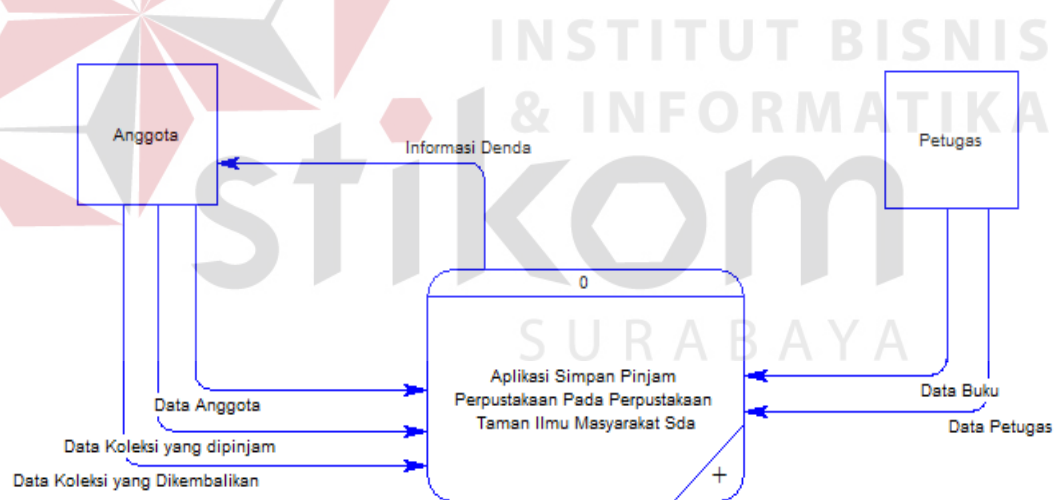 INSTITUT BISNIS
& INFORMATIKA
stikom
SURABAYA
Anggota
Petugas
Informasi Denda
0
Aplikasi Simpan Pinjam
Perpustakaan Pada Perpustakaan
Taman Ilmu Masyarakat Sda
+
Data Anggota
Data Koleksi yang dipinjam
Data Koleksi yang Dikembalikan
Data Buku
Data Petugas